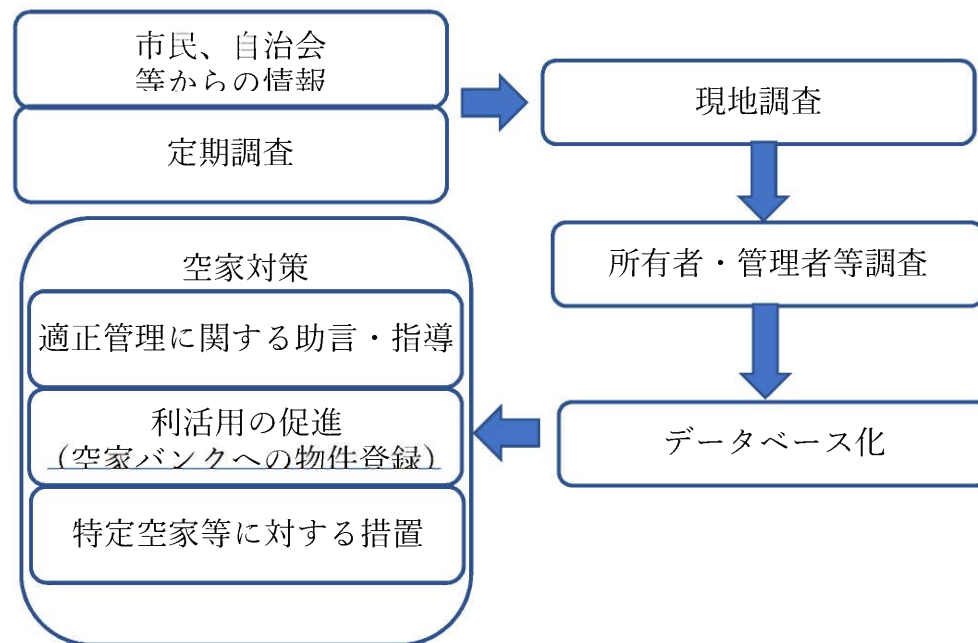 市民、自治会
等からの情報
定期調査
現地調査
所有者・管理者等調査
データベース化
空家対策
適正管理に関する助言・指導
利活用の促進
（空家バンクへの物件登録）
特定空家等に対する措置